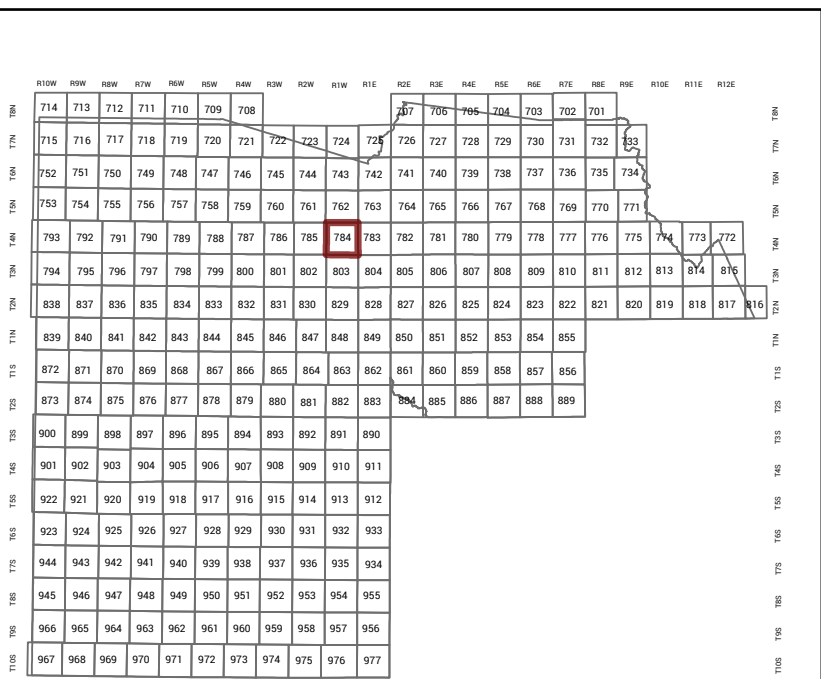 R10W R9W R8W R7W R6W R5W R4W R3W R2W R1W R1E R2E R3E R4E R5E R6E R7E R8E R9E R10E R11E R12E
T8N 714 713 712 711 710 709 708 707 706 705 704 703 702 701 T8N
T7N 715 716 717 718 719 720 721 722 723 724 725 726 727 728 729 730 731 732 733 T7N
T6N 752 751 750 749 748 747 746 745 744 743 742 741 740 739 738 737 736 735 734 T6N
T5N 753 754 755 756 757 758 759 760 761 762 763 764 765 766 767 768 769 770 771 T5N
T4N 793 792 791 790 789 788 787 786 785 784 783 782 781 780 779 778 777 776 775 774 773 772 T4N
T3N 794 795 796 797 798 799 800 801 802 803 804 805 806 807 808 809 810 811 812 813 814 815 T3N
T2N 838 837 836 835 834 833 832 831 830 829 828 827 826 825 824 823 822 821 820 819 818 817 816 T2N
T1N 839 840 841 842 843 844 845 846 847 848 849 850 851 852 853 854 855 T1N
T1S 872 871 870 869 868 867 866 865 864 863 862 861 860 859 858 857 856 T1S
T2S 873 874 875 876 877 878 879 880 881 882 883 884 885 886 887 888 889 T2S
T3S 900 899 898 897 896 895 894 893 892 891 890 T3S
T4S 901 902 903 904 905 906 907 908 909 910 911 T4S
T5S 922 921 920 919 918 917 916 915 914 913 912 T5S
T6S 923 924 925 926 927 928 929 930 931 932 933 T6S
T7S 944 943 942 941 940 939 938 937 936 935 934 T7S
T8S 945 946 947 948 949 950 951 952 953 954 955 T8S
T9S 966 965 964 963 962 961 960 959 958 957 956 T9S
T10S 967 968 969 970 971 972 973 974 975 976 977 T10S